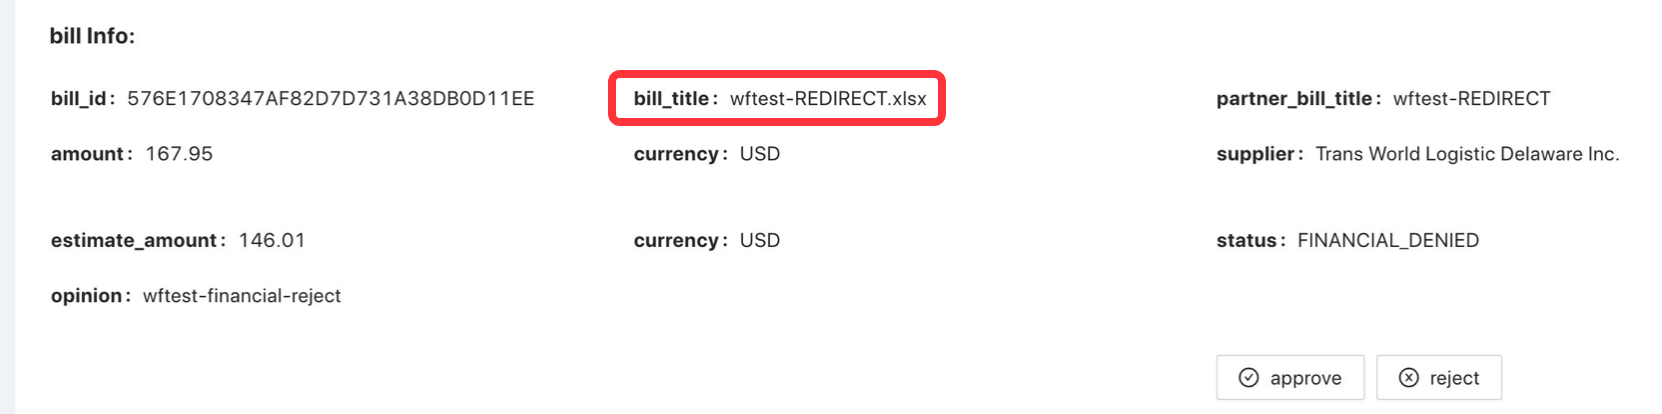 bill Info:
bill_id : 576E1708347AF82D7D731A38DB0D11EE bill_title : wftest-REDIRECT.xlsx partner_bill_title : wftest-REDIRECT
amount : 167.95 currency : USD supplier : Trans World Logistic Delaware Inc.
estimate_amount : 146.01 currency : USD status : FINANCIAL_DENIED
opinion : wftest-financial-reject
approve reject